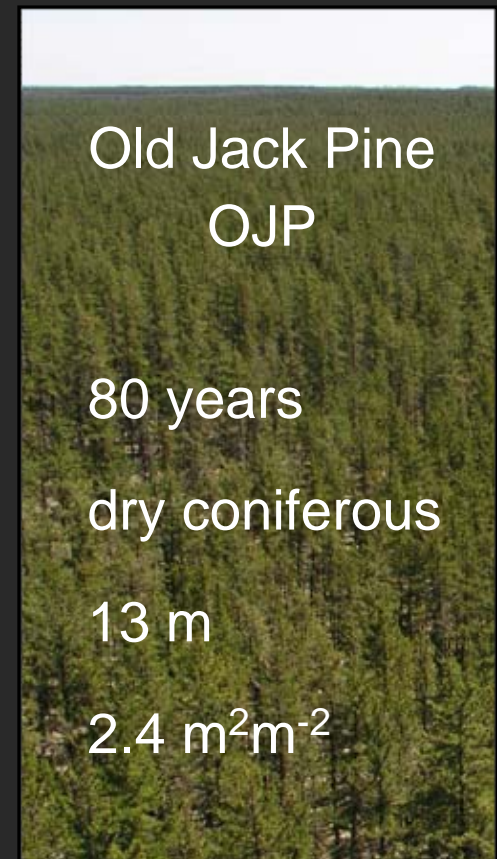 Old Jack Pine
OJP
80 years
dry coniferous
13 m
2.4 m²m⁻²